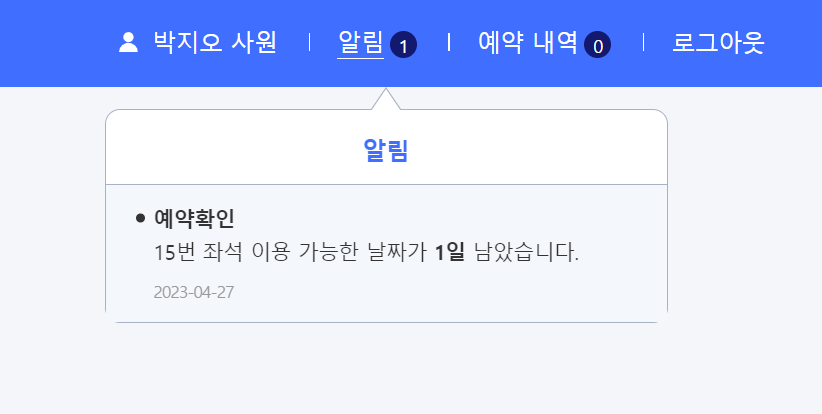 박지오 사원 알림 1 예약 내역 0 로그아웃
알림
예약확인
15번 좌석 이용 가능한 날짜가 1일 남았습니다.
2023-04-27